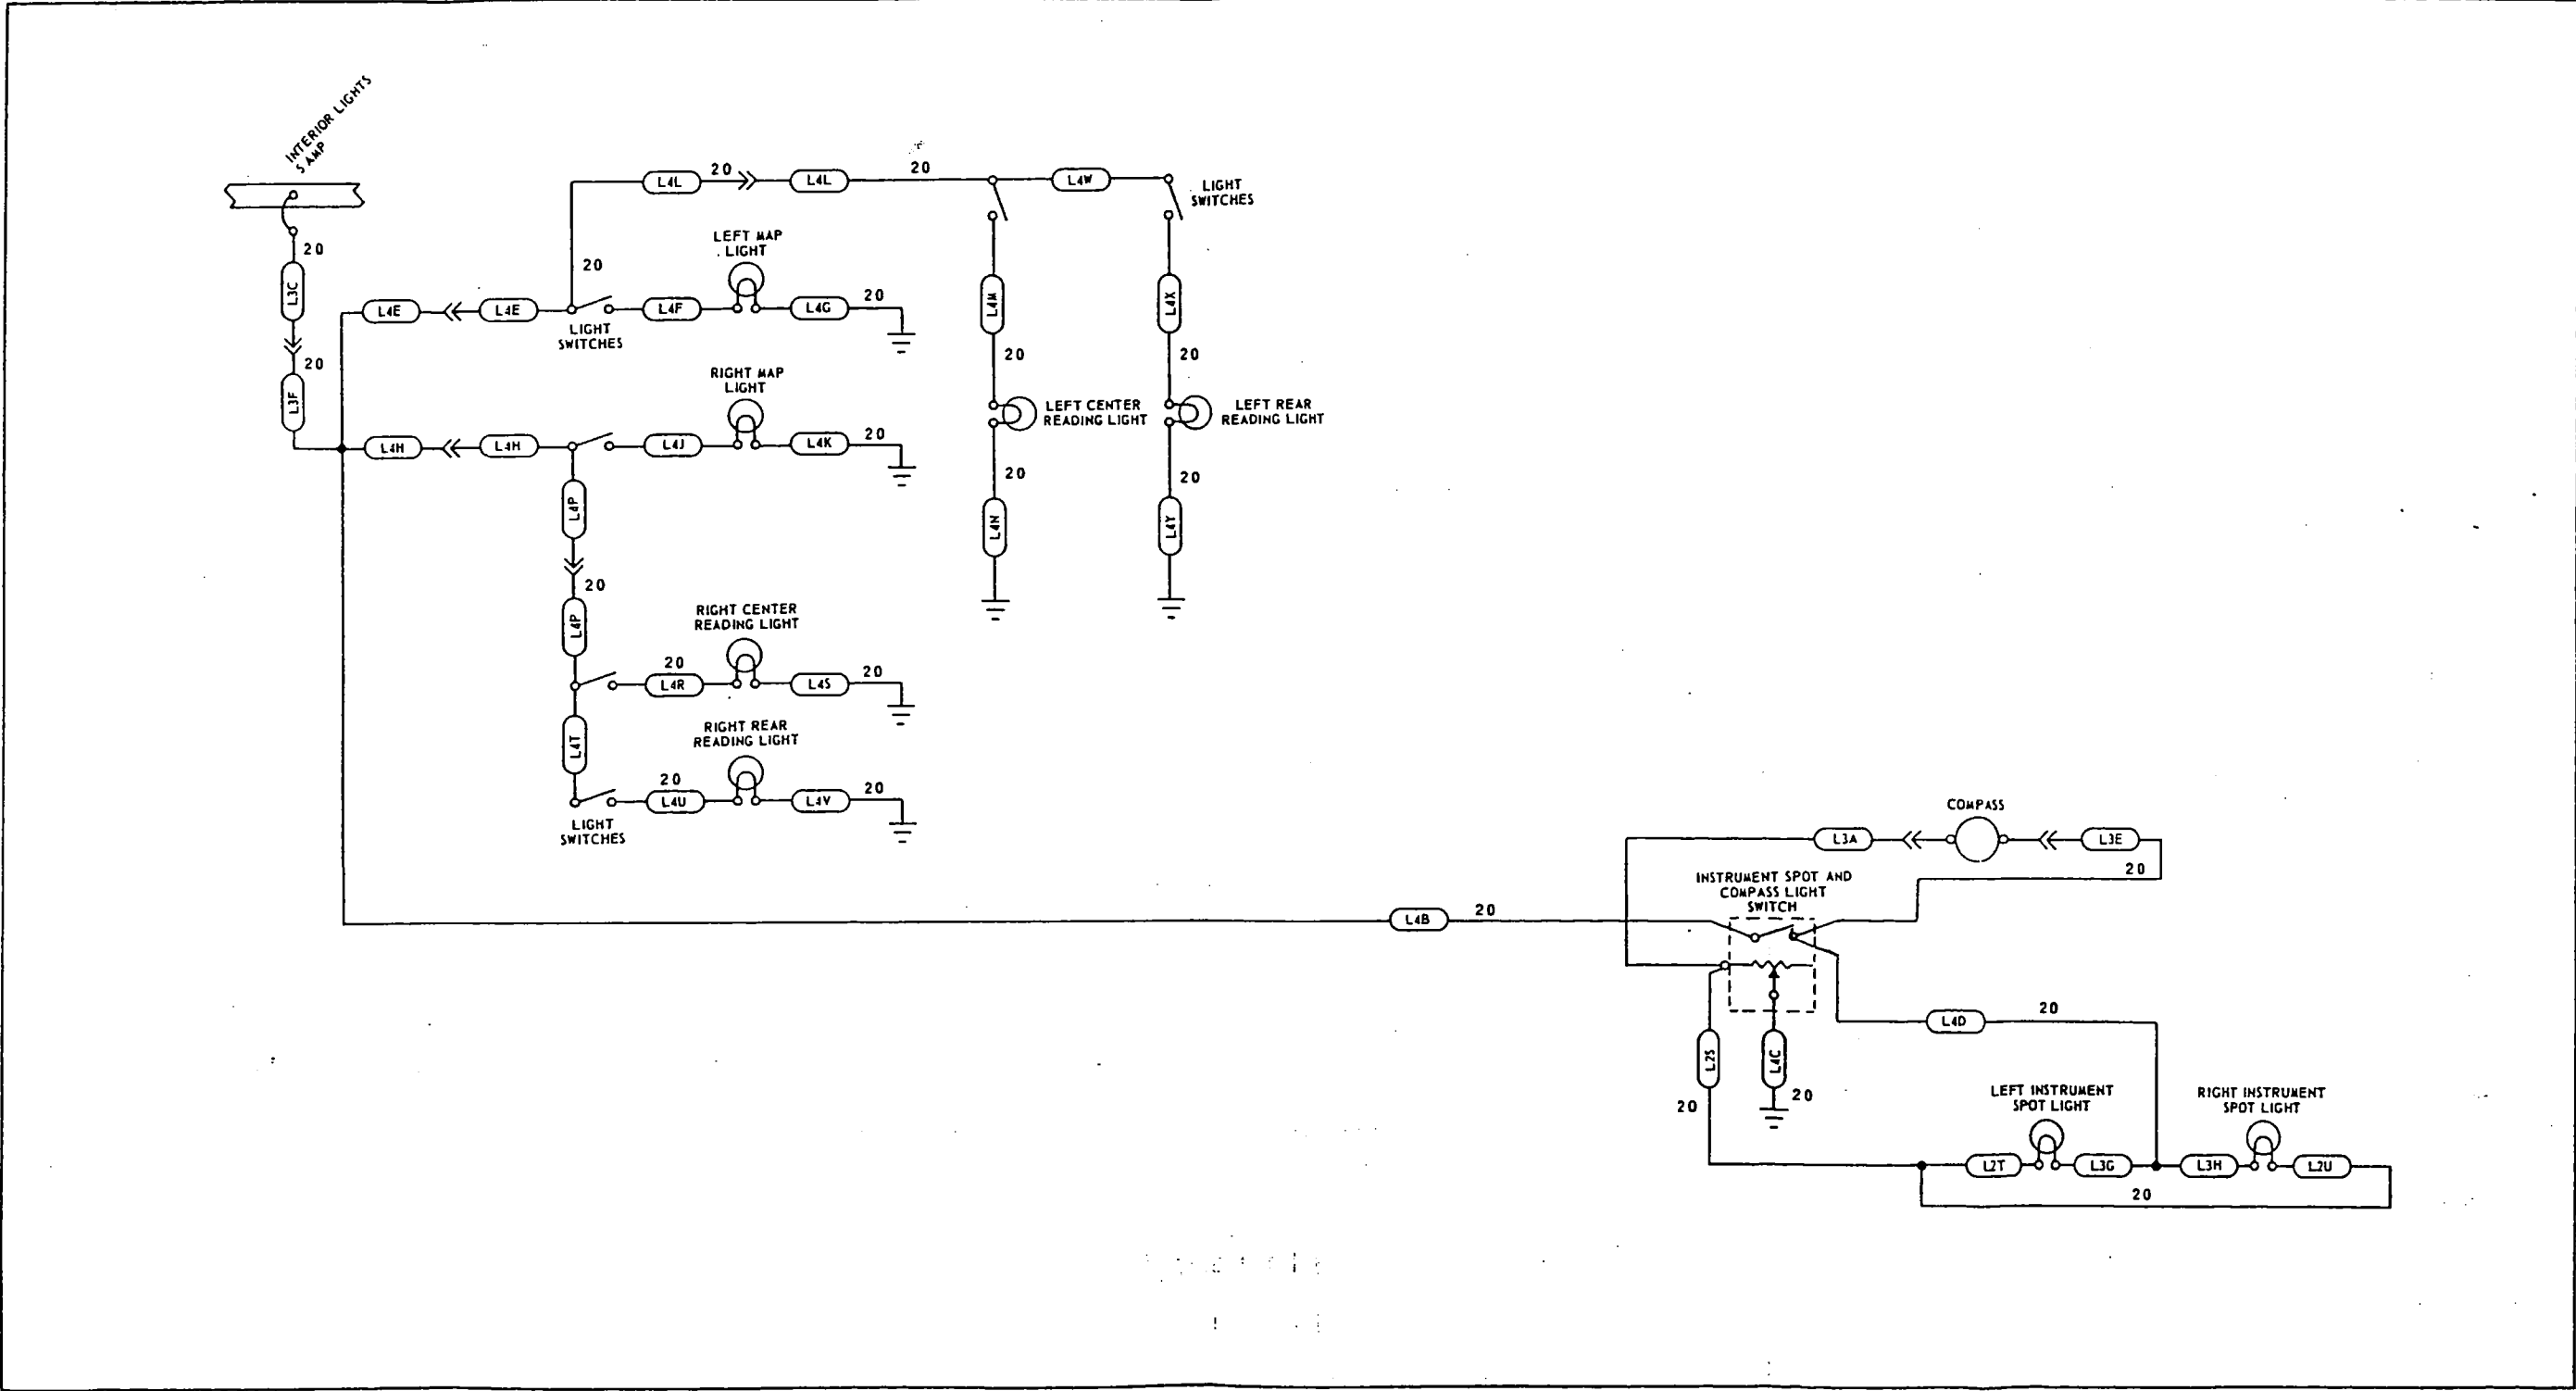 INTERIOR LIGHTS
5 AMP
20
L3C
20
L3F
L4E
L4E
20
LIGHT
SWITCHES
L4L
20
L4L
20
L4W
LIGHT
SWITCHES
LEFT MAP
LIGHT
L4F
L4G
20
RIGHT MAP
LIGHT
L4H
L4H
L4J
L4K
20
L4M
20
LEFT CENTER
READING LIGHT
20
L4N
L4X
20
LEFT REAR
READING LIGHT
20
L4Y
L4P
20
L4P
RIGHT CENTER
READING LIGHT
20
L4R
L4S
20
L4T
RIGHT REAR
READING LIGHT
20
L4U
L4V
20
LIGHT
SWITCHES
L4B
20
COMPASS
L3A
L3E
20
INSTRUMENT SPOT AND
COMPASS LIGHT
SWITCH
L2S
20
L4C
20
L4D
20
LEFT INSTRUMENT
SPOT LIGHT
RIGHT INSTRUMENT
SPOT LIGHT
L2T
L3G
L3H
L2U
20